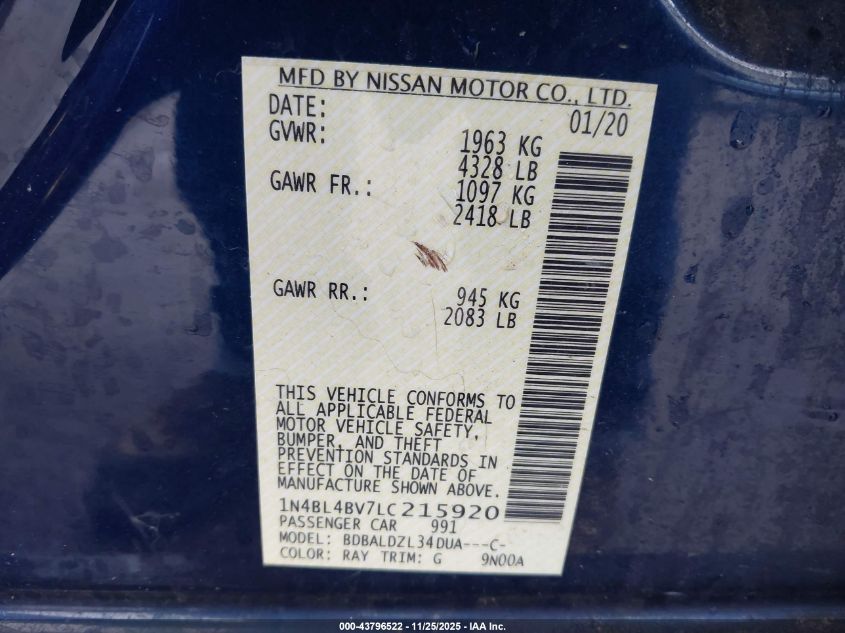 MFD BY NISSAN MOTOR CO., LTD.
DATE: 01/20
GVWR: 1963 KG
4328 LB
GAWR FR.: 1097 KG
2418 LB
GAWR RR.: 945 KG
2083 LB
THIS VEHICLE CONFORMS TO
ALL APPLICABLE FEDERAL
MOTOR VEHICLE SAFETY,
BUMPER, AND THEFT
PREVENTION STANDARDS IN
EFFECT ON THE DATE OF
MANUFACTURE SHOWN ABOVE.
1N4BL4BV7LC215920
PASSENGER CAR 991
MODEL: BDBALDZL34DUA---C-
COLOR: RAY TRIM: G 9N00A
000-43796522 - 11/25/2025 - IAA Inc.